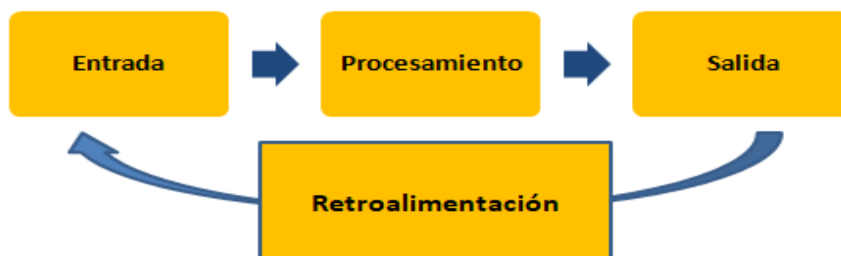 Entrada
Procesamiento
Salida
Retroalimentación